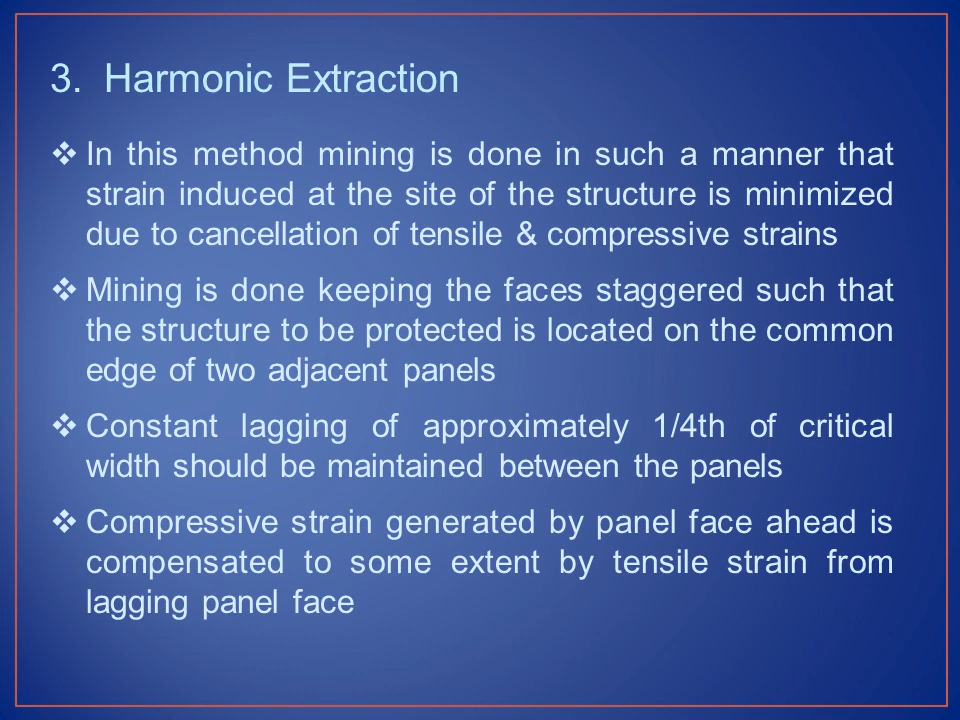 3. Harmonic Extraction
❖ In this method mining is done in such a manner that
strain induced at the site of the structure is minimized
due to cancellation of tensile & compressive strains
❖ Mining is done keeping the faces staggered such that
the structure to be protected is located on the common
edge of two adjacent panels
❖ Constant lagging of approximately 1/4th of critical
width should be maintained between the panels
❖ Compressive strain generated by panel face ahead is
compensated to some extent by tensile strain from
lagging panel face